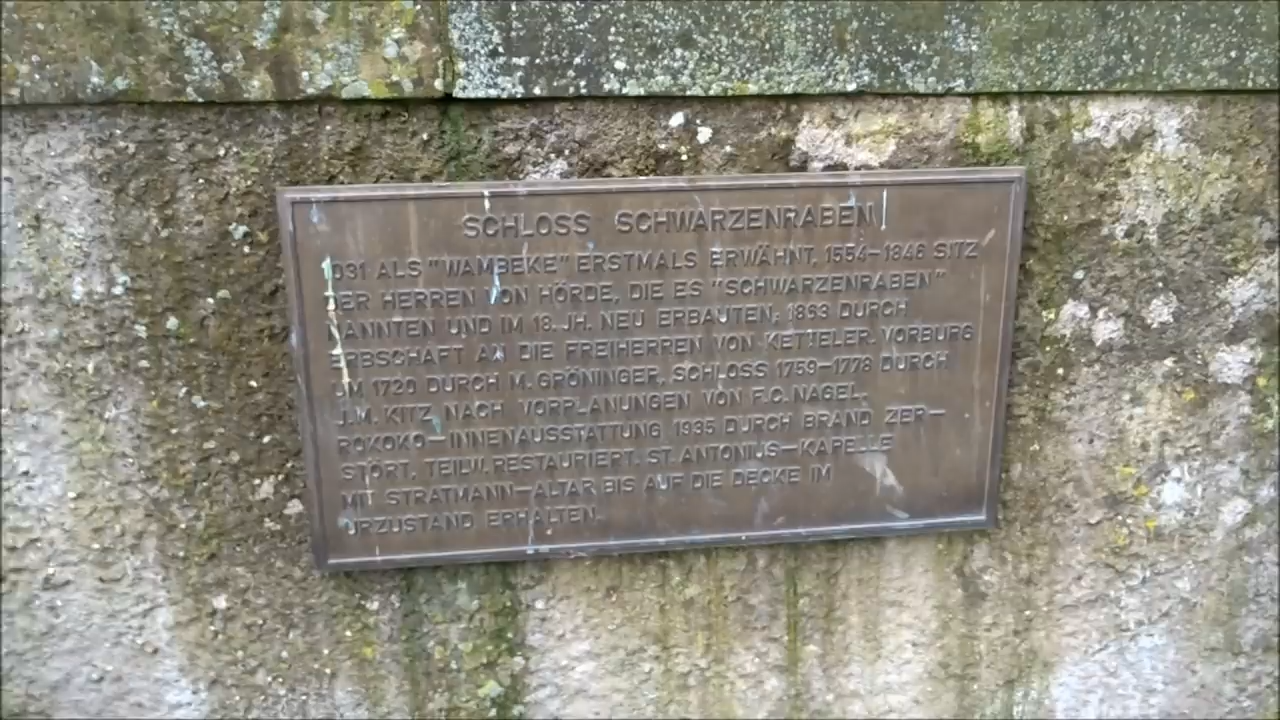 SCHLOSS SCHWARZENRABEN
1031 ALS "WAMBEKE" ERSTMALS ERWÄHNT, 1554-1846 SITZ
DER HERREN VON HÖRDE, DIE ES "SCHWARZENRABEN"
NANNTEN UND IM 18. JH. NEU ERBAUTEN; 1863 DURCH
ERBSCHAFT AN DIE FREIHERREN VON KETTELER. VORBURG
UM 1720 DURCH M. GRÖNINGER, SCHLOSS 1759-1778 DURCH
J.M. KITZ NACH VORPLANUNGEN VON F.C. NAGEL.
ROKOKO-INNENAUSSTATTUNG 1935 DURCH BRAND ZER-
STÖRT, TEILW. RESTAURIERT. ST. ANTONIUS-KAPELLE
MIT STRATMANN-ALTAR BIS AUF DIE DECKE IM
URZUSTAND ERHALTEN.